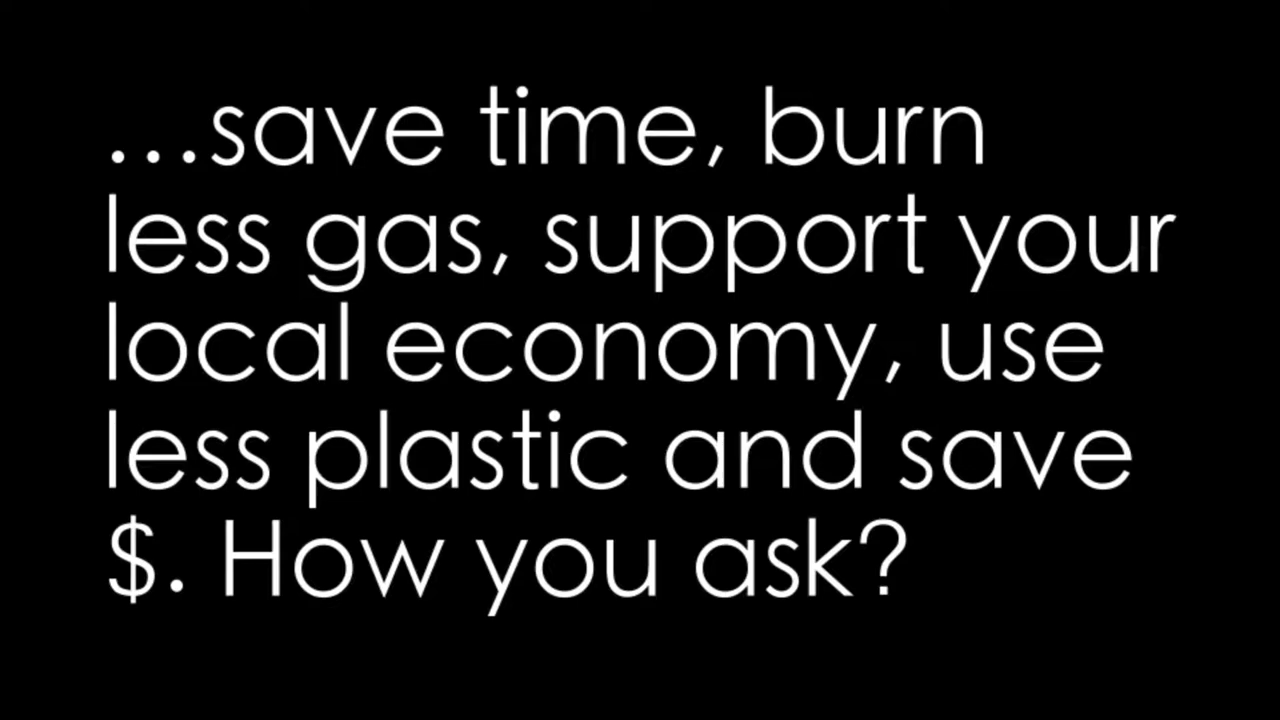 ...save time, burn
less gas, support your
local economy, use
less plastic and save
$. How you ask?